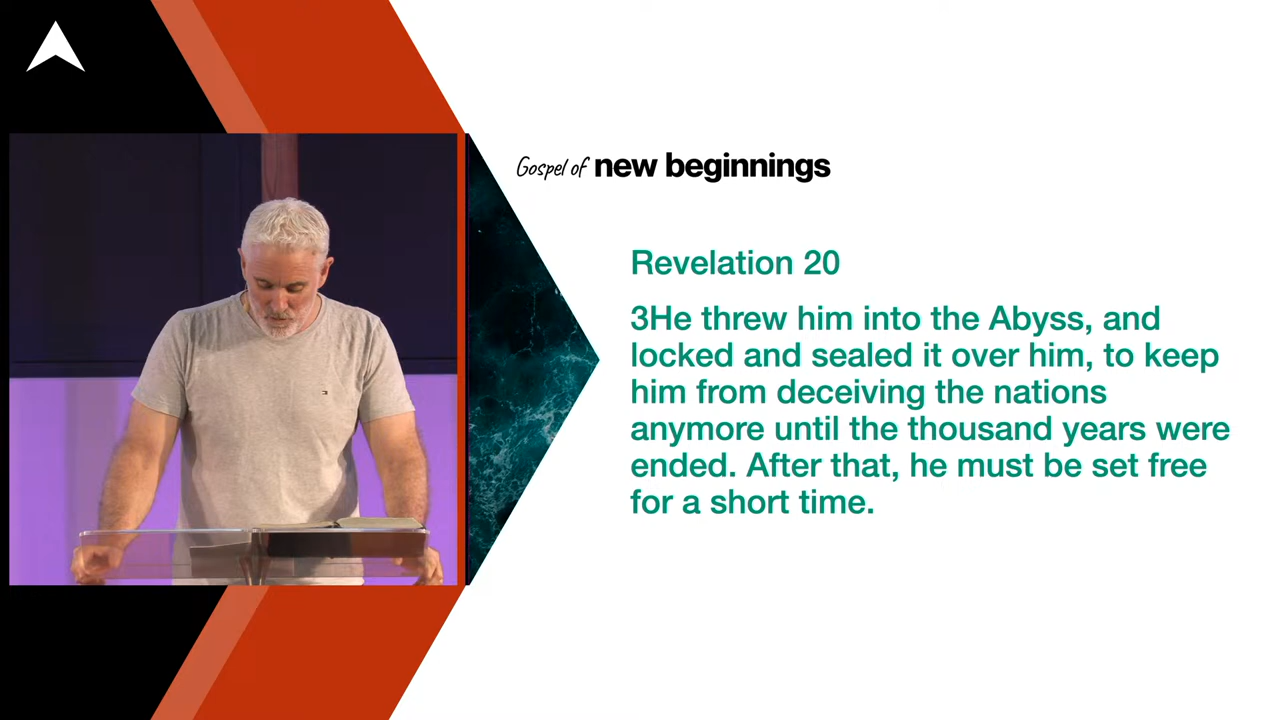 Gospel of new beginnings
Revelation 20
3He threw him into the Abyss, and
locked and sealed it over him, to keep
him from deceiving the nations
anymore until the thousand years were
ended. After that, he must be set free
for a short time.